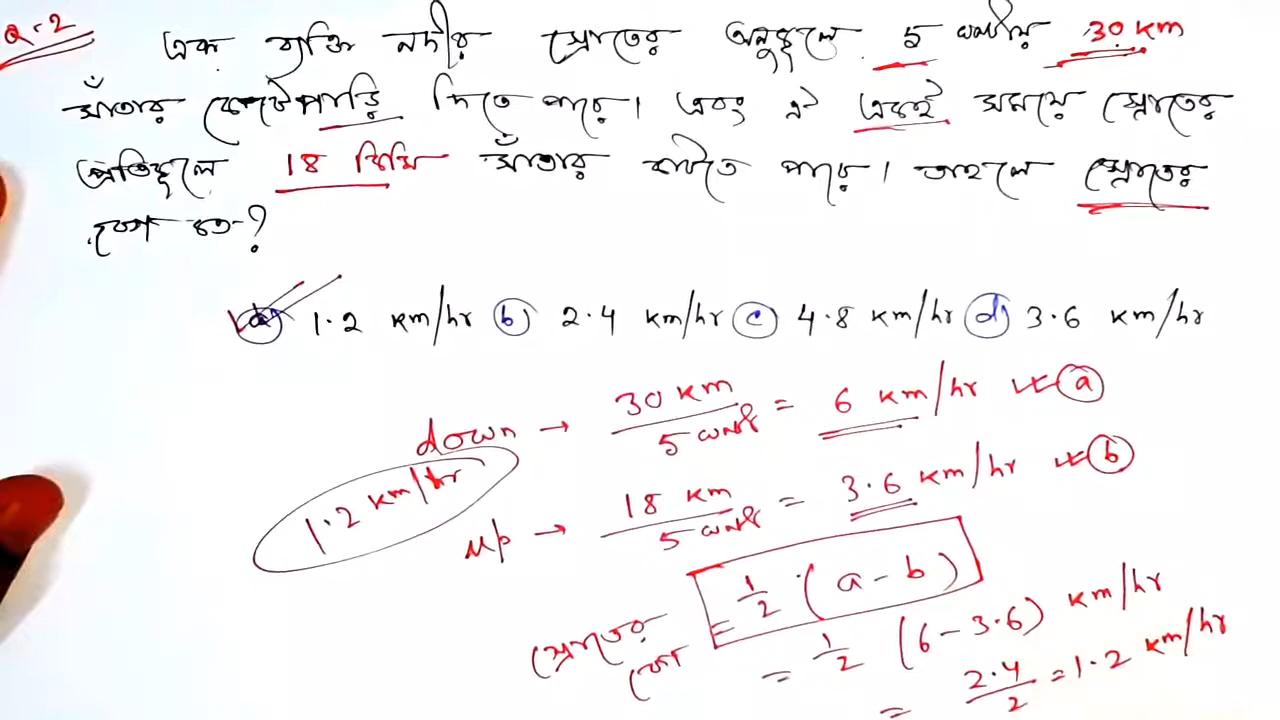 Q.2
এক ব্যক্তি নদীর স্রোতের অনুকূলে 5 ঘন্টায় 30 km
সাঁতার কেটে পাড়ি দিতে পারে। এবং ঐ একই সময়ে স্রোতের
প্রতিকূলে 18 কিমি সাঁতার কাটতে পারে। তাহলে স্রোতের
বেগ কত?
a) 1.2 km/hr b) 2.4 km/hr c) 4.8 km/hr d) 3.6 km/hr
down → 30 km / 5 ঘন্টা = 6 km/hr (a)
1.2 km/hr
up → 18 km / 5 ঘন্টা = 3.6 km/hr (b)
স্রোতের বেগ = 1/2 (a - b)
= 1/2 (6 - 3.6) km/hr
= 2.4/2 = 1.2 km/hr